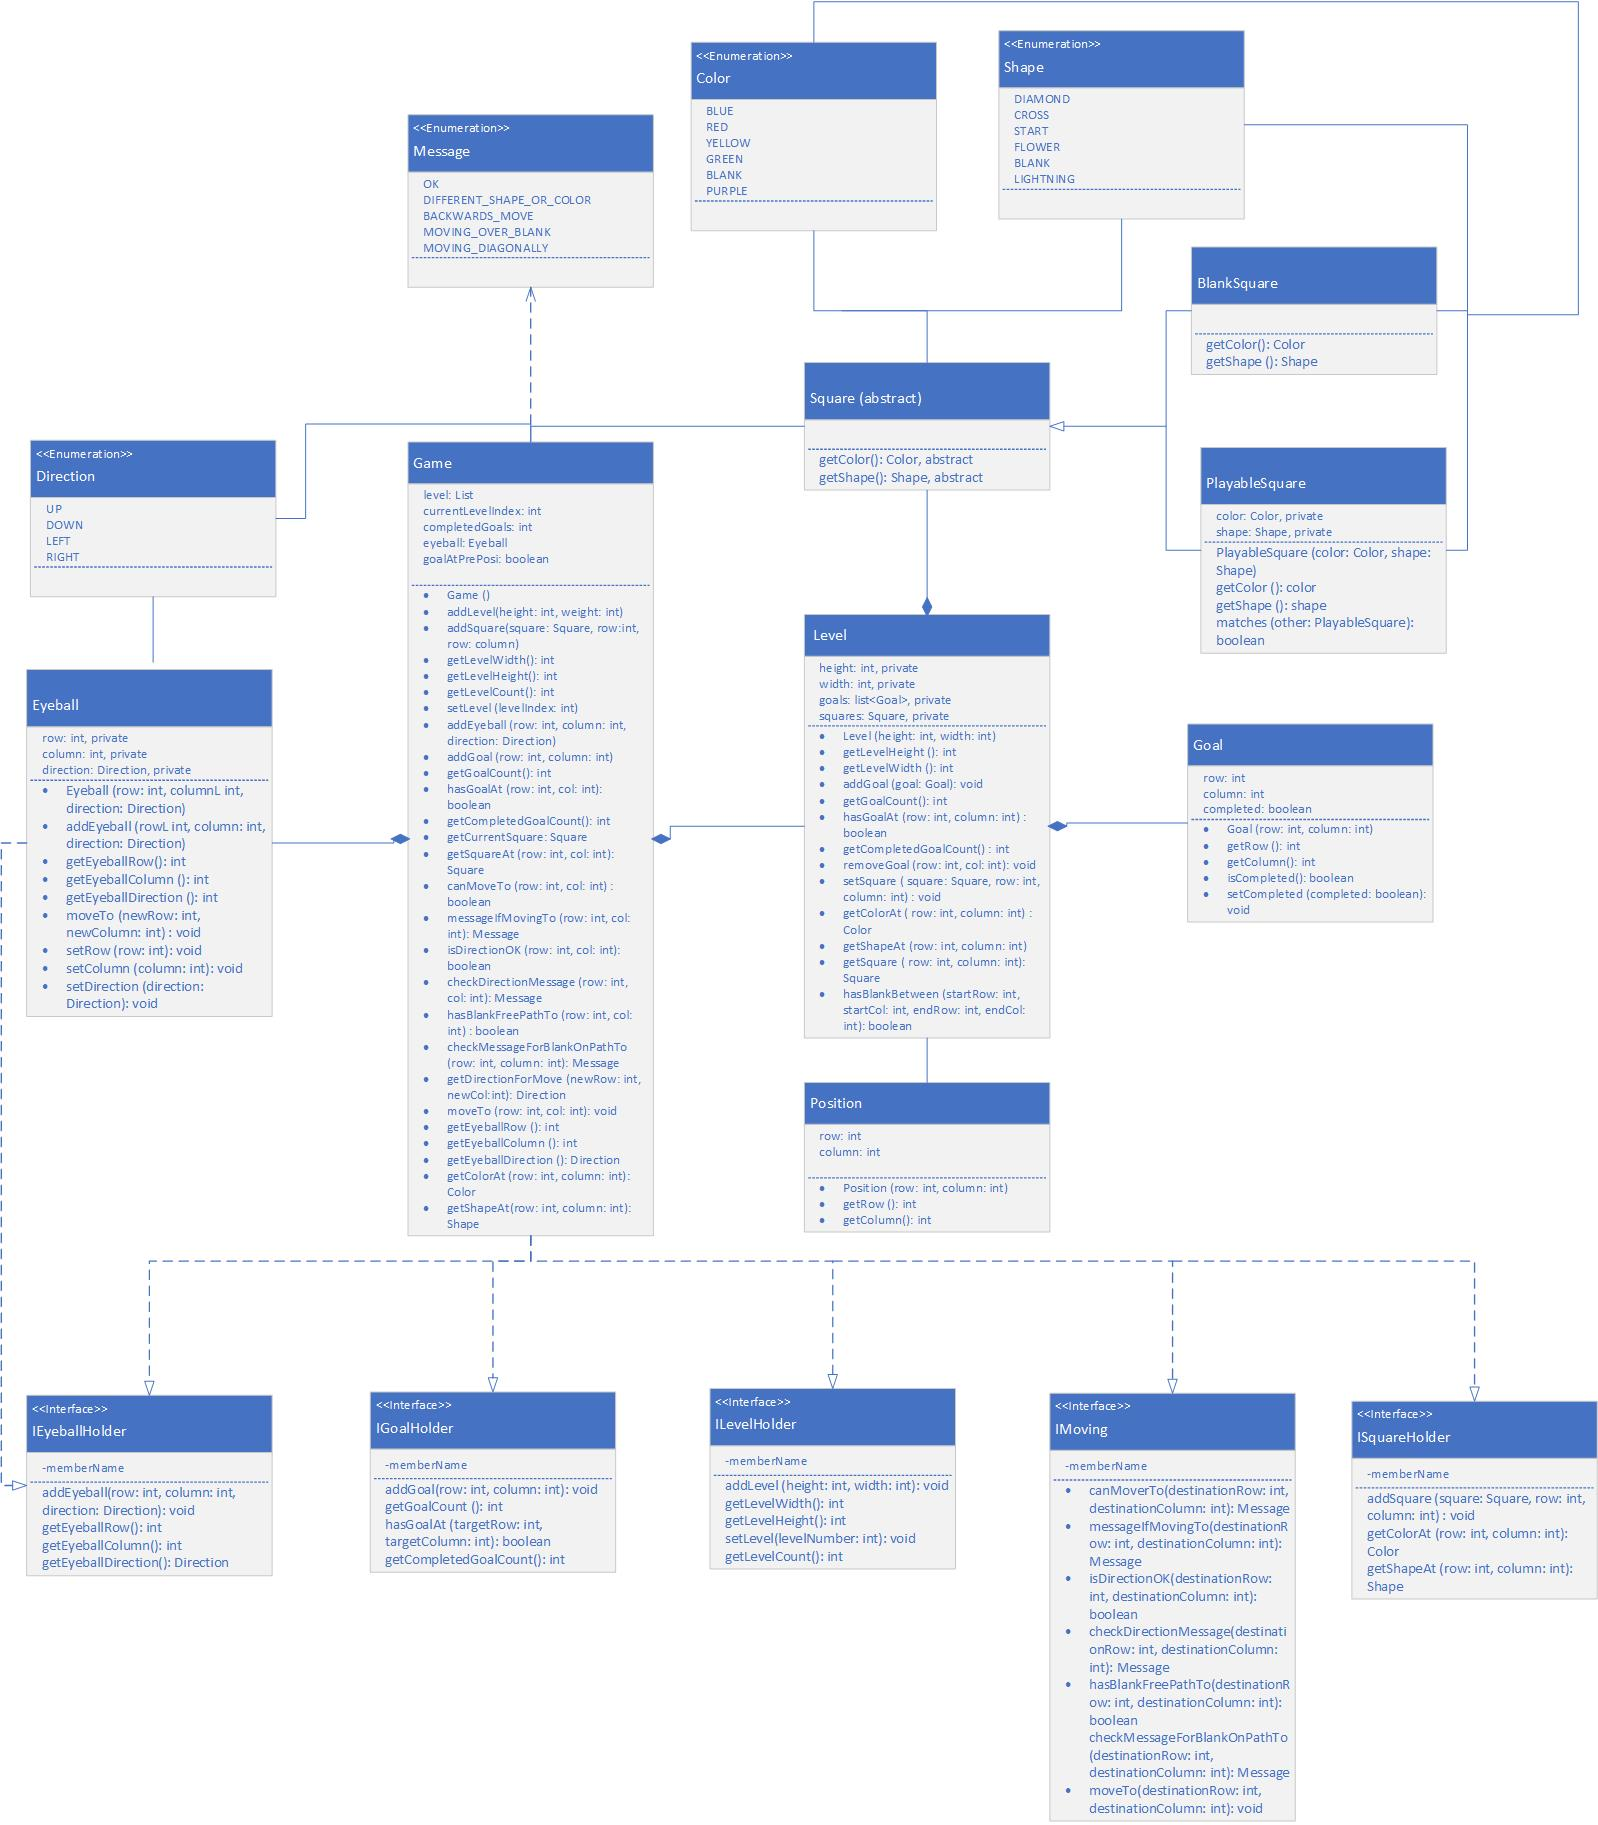 <<Enumeration>>
Color
BLUE
RED
YELLOW
GREEN
BLANK
PURPLE
<<Enumeration>>
Shape
DIAMOND
CROSS
START
FLOWER
BLANK
LIGHTNING
<<Enumeration>>
Message
OK
DIFFERENT_SHAPE_OR_COLOR
BACKWARDS_MOVE
MOVING_OVER_BLANK
MOVING_DIAGONALLY
BlankSquare
getColor(): Color
getShape (): Shape
Square (abstract)
getColor(): Color, abstract
getShape(): Shape, abstract
<<Enumeration>>
Direction
UP
DOWN
LEFT
RIGHT
Game
level: List
currentLevelIndex: int
completedGoals: int
eyeball: Eyeball
goalAtPrePosi: boolean
• Game ()
• addLevel(height: int, weight: int)
• addSquare(square: Square, row:int,
row: column)
• getLevelWidth(): int
• getLevelHeight(): int
• getLevelCount(): int
• setLevel (levelIndex: int)
• addEyeball (row: int, column: int,
direction: Direction)
• addGoal (row: int, column: int)
• getGoalCount(): int
• hasGoalAt (row: int, col: int):
boolean
• getCompletedGoalCount(): int
• getCurrentSquare: Square
• getSquareAt (row: int, col: int):
Square
• canMoveTo (row: int, col: int) :
boolean
• messageIfMovingTo (row: int, col:
int): Message
• isDirectionOK (row: int, col: int):
boolean
• checkDirectionMessage (row: int,
col: int): Message
• hasBlankFreePathTo (row: int, col:
int) : boolean
• checkMessageForBlankOnPathTo
(row: int, column: int): Message
• getDirectionForMove (newRow: int,
newCol:int): Direction
• moveTo (row: int, col: int): void
• getEyeballRow (): int
• getEyeballColumn (): int
• getEyeballDirection (): Direction
• getColorAt (row: int, column: int):
Color
• getShapeAt(row: int, column: int):
Shape
PlayableSquare
color: Color, private
shape: Shape, private
PlayableSquare (color: Color, shape:
Shape)
getColor (): color
getShape (): shape
matches (other: PlayableSquare):
boolean
Level
height: int, private
width: int, private
goals: list<Goal>, private
squares: Square, private
• Level (height: int, width: int)
• getLevelHeight (): int
• getLevelWidth (): int
• addGoal (goal: Goal): void
• getGoalCount(): int
• hasGoalAt (row: int, column: int) :
boolean
• getCompletedGoalCount() : int
• removeGoal (row: int, col: int): void
• setSquare ( square: Square, row: int,
column: int) : void
• getColorAt ( row: int, column: int) :
Color
• getShapeAt (row: int, column: int)
• getSquare ( row: int, column: int):
Square
• hasBlankBetween (startRow: int,
startCol: int, endRow: int, endCol:
int): boolean
Eyeball
row: int, private
column: int, private
direction: Direction, private
• Eyeball (row: int, columnL int,
direction: Direction)
• addEyeball (rowL int, column: int,
direction: Direction)
• getEyeballRow(): int
• getEyeballColumn (): int
• getEyeballDirection (): int
• moveTo (newRow: int,
newColumn: int) : void
• setRow (row: int): void
• setColumn (column: int): void
• setDirection (direction:
Direction): void
Goal
row: int
column: int
completed: boolean
• Goal (row: int, column: int)
• getRow (): int
• getColumn(): int
• isCompleted(): boolean
• setCompleted (completed: boolean):
void
Position
row: int
column: int
• Position (row: int, column: int)
• getRow (): int
• getColumn(): int
<<Interface>>
IEyeballHolder
-memberName
addEyeball(row: int, column: int,
direction: Direction): void
getEyeballRow(): int
getEyeballColumn(): int
getEyeballDirection(): Direction
<<Interface>>
IGoalHolder
-memberName
addGoal(row: int, column: int): void
getGoalCount (): int
hasGoalAt (targetRow: int,
targetColumn: int): boolean
getCompletedGoalCount(): int
<<Interface>>
ILevelHolder
-memberName
addLevel (height: int, width: int): void
getLevelWidth(): int
getLevelHeight(): int
setLevel(levelNumber: int): void
getLevelCount(): int
<<Interface>>
IMoving
-memberName
• canMoverTo(destinationRow: int,
destinationColumn: int): Message
• messageIfMovingTo(destinationR
ow: int, destinationColumn: int):
Message
• isDirectionOK(destinationRow:
int, destinationColumn: int):
boolean
• checkDirectionMessage(destinati
onRow: int, destinationColumn:
int): Message
• hasBlankFreePathTo(destinationR
ow: int, destinationColumn: int):
boolean
checkMessageForBlankOnPathTo
(destinationRow: int,
destinationColumn: int): Message
• moveTo(destinationRow: int,
destinationColumn: int): void
<<Interface>>
ISquareHolder
-memberName
addSquare (square: Square, row: int,
column: int) : void
getColorAt (row: int, column: int):
Color
getShapeAt (row: int, column: int):
Shape